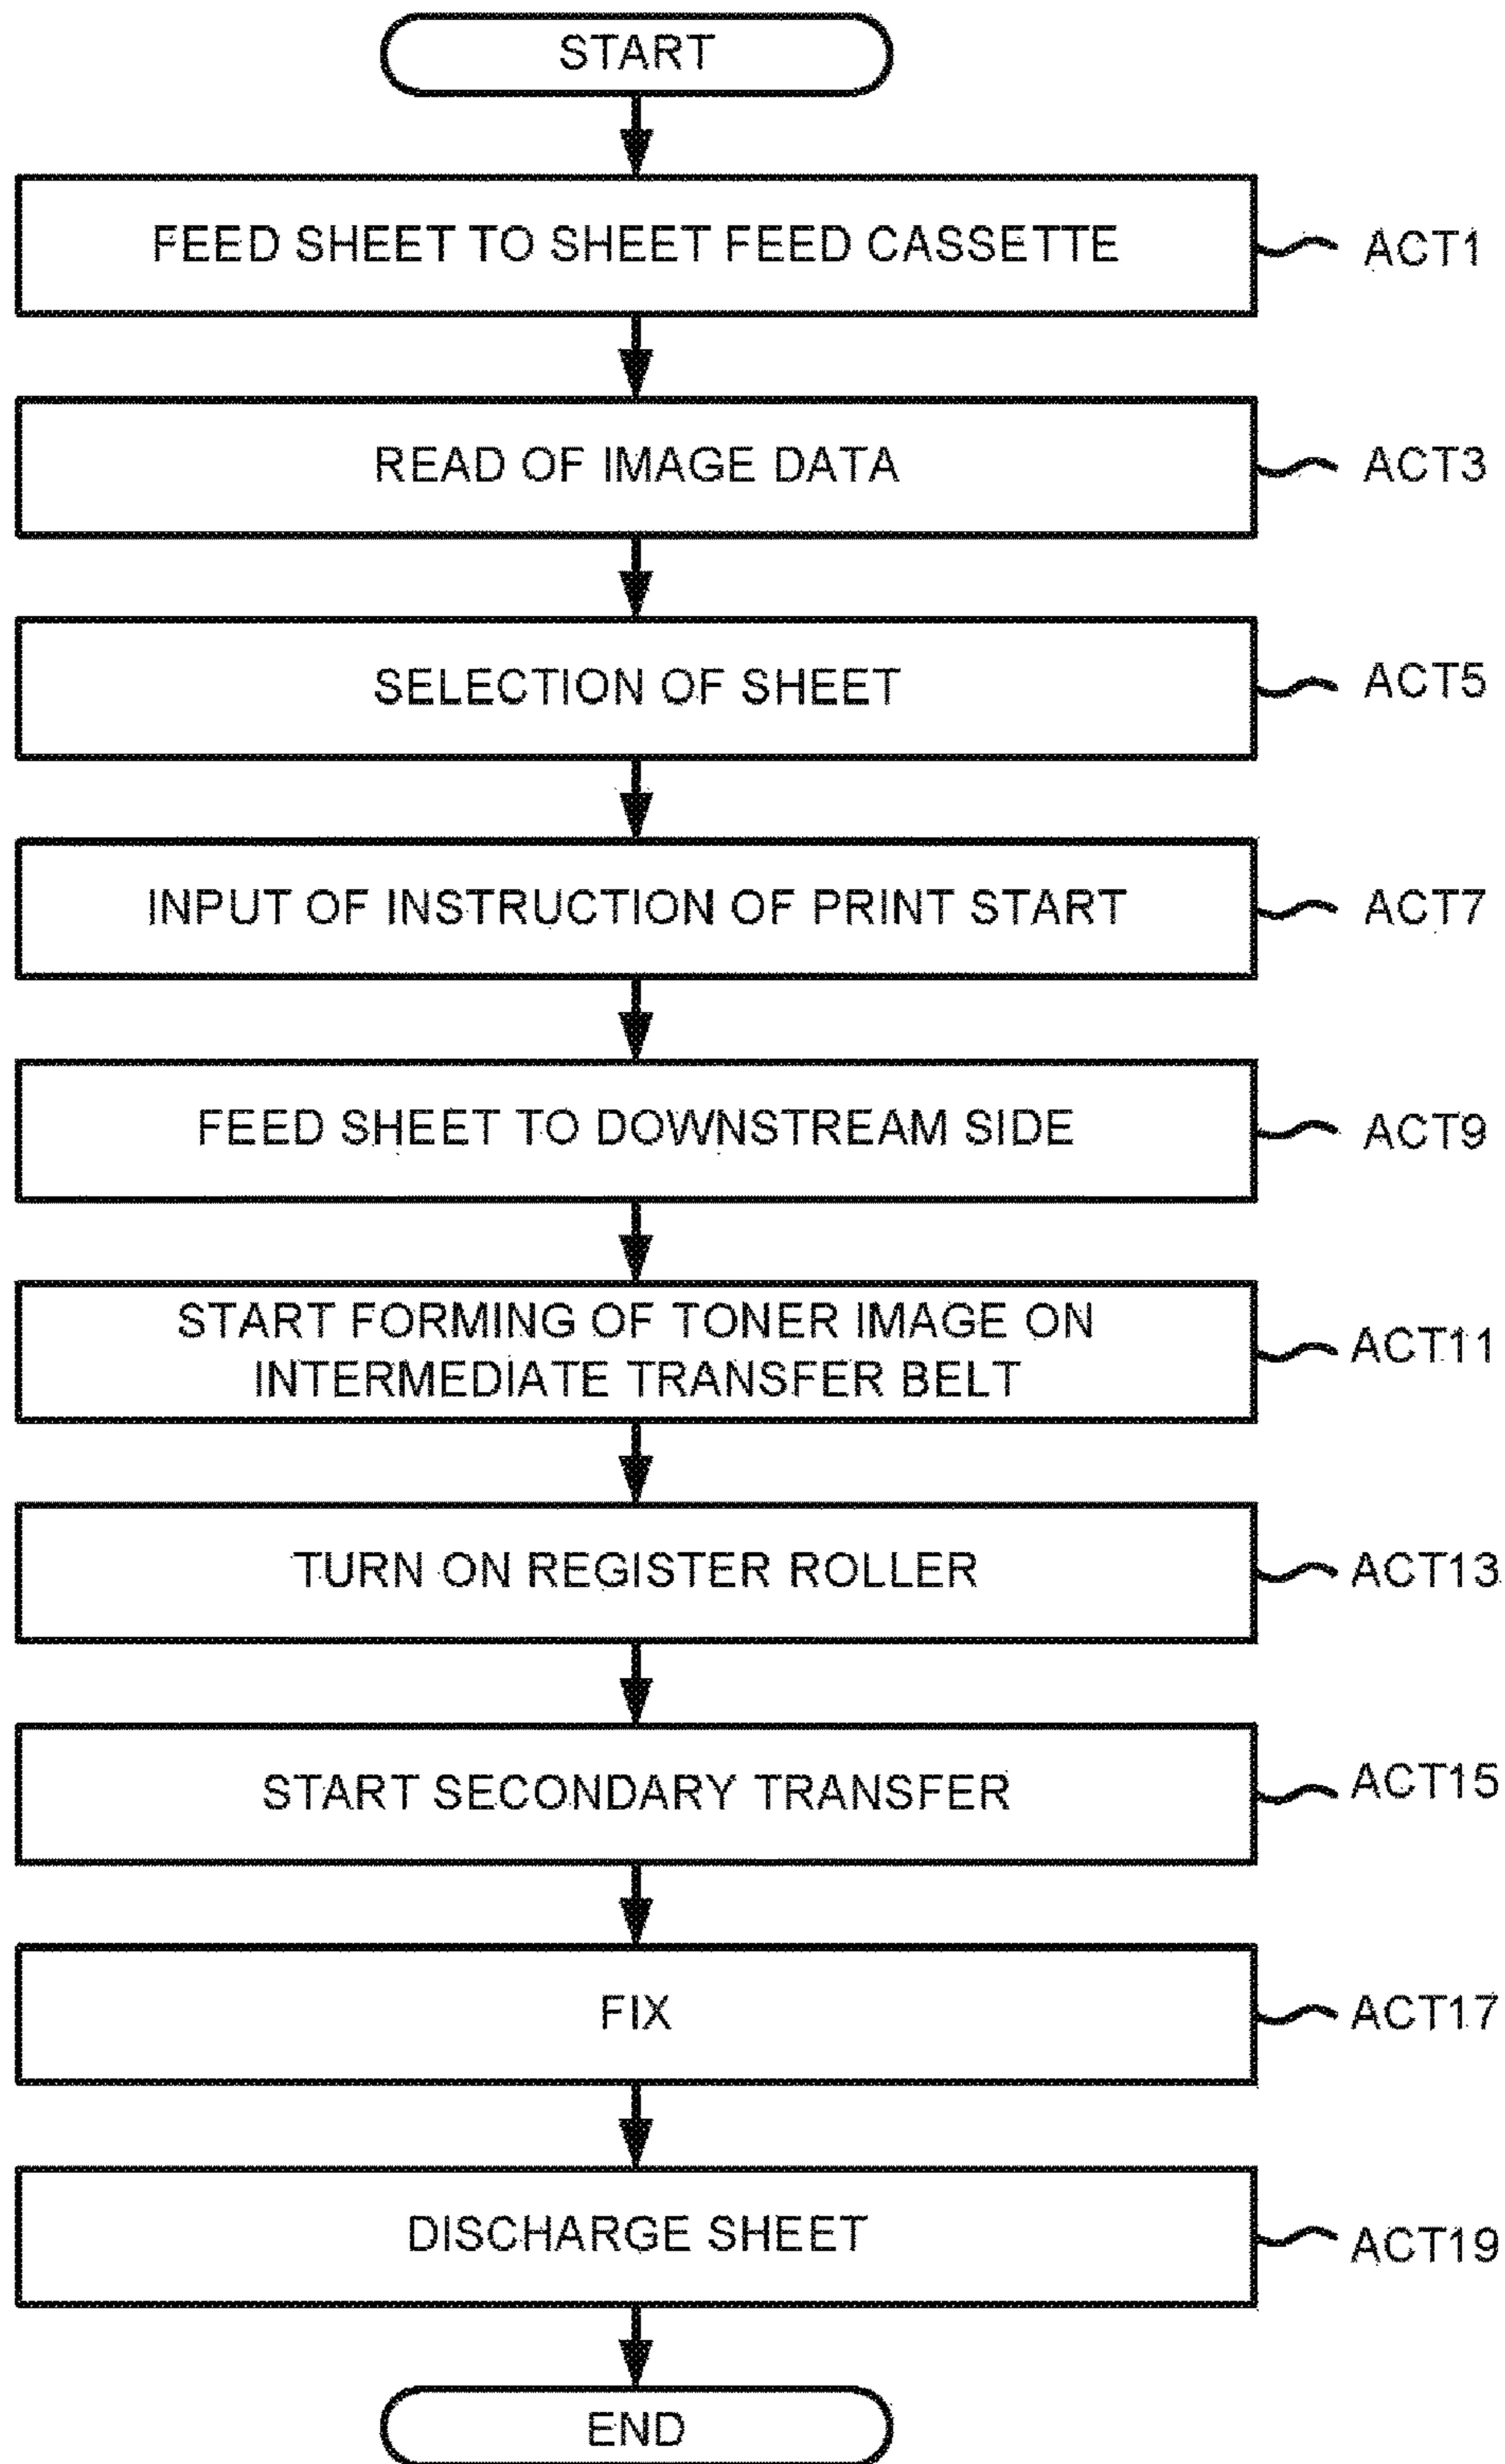 START
FEED SHEET TO SHEET FEED CASSETTE
ACT1
READ OF IMAGE DATA
ACT3
SELECTION OF SHEET
ACT5
INPUT OF INSTRUCTION OF PRINT START
ACT7
FEED SHEET TO DOWNSTREAM SIDE
ACT9
START FORMING OF TONER IMAGE ON
INTERMEDIATE TRANSFER BELT
ACT11
TURN ON REGISTER ROLLER
ACT13
START SECONDARY TRANSFER
ACT15
FIX
ACT17
DISCHARGE SHEET
ACT19
END